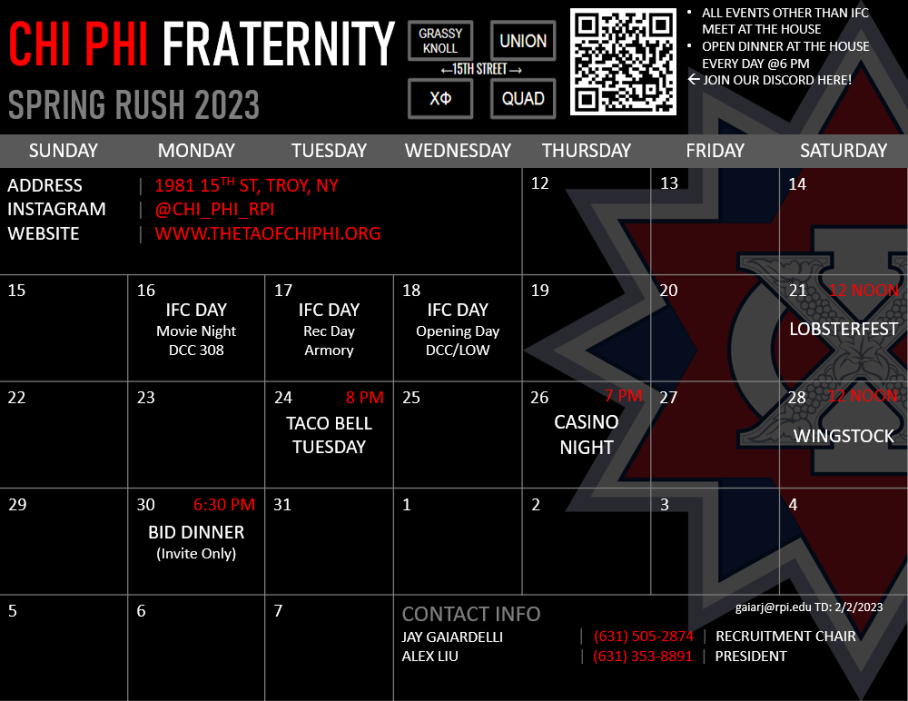 CHI PHI FRATERNITY
SPRING RUSH 2023
GRASSY
KNOLL
UNION
←15TH STREET→
ΧΦ
QUAD
• ALL EVENTS OTHER THAN IFC
MEET AT THE HOUSE
• OPEN DINNER AT THE HOUSE
EVERY DAY @6 PM
← JOIN OUR DISCORD HERE!
SUNDAY MONDAY TUESDAY WEDNESDAY THURSDAY FRIDAY SATURDAY
ADDRESS | 1981 15TH ST, TROY, NY
INSTAGRAM | @CHI_PHI_RPI
WEBSITE | WWW.THETAOFCHIPHI.ORG
12
13
14
15
16
IFC DAY
Movie Night
DCC 308
17
IFC DAY
Rec Day
Armory
18
IFC DAY
Opening Day
DCC/LOW
19
20
21 12 NOON
LOBSTERFEST
22
23
24 8 PM
TACO BELL
TUESDAY
25
26 7 PM
CASINO
NIGHT
27
28 12 NOON
WINGSTOCK
29
30 6:30 PM
BID DINNER
(Invite Only)
31
1
2
3
4
5
6
7
CONTACT INFO
gaiarj@rpi.edu TD: 2/2/2023
JAY GAIARDELLI | (631) 505-2874 | RECRUITMENT CHAIR
ALEX LIU | (631) 353-8891 | PRESIDENT